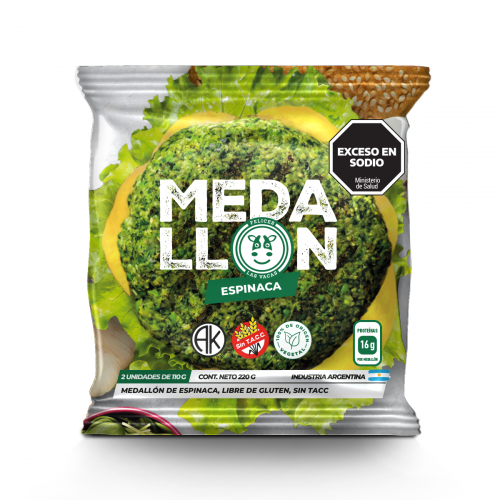 EXCESO EN
SODIO
Ministerio
de Salud
MEDA
LLON
FELICES
LAS VACAS
ESPINACA
AK
Sin T.A.C.C.
100% DE ORIGEN
VEGETAL
PROTEÍNAS
16g
POR MEDALLÓN
2 UNIDADES DE 110 G
CONT. NETO 220 G
INDUSTRIA ARGENTINA
MEDALLÓN DE ESPINACA, LIBRE DE GLUTEN, SIN TACC